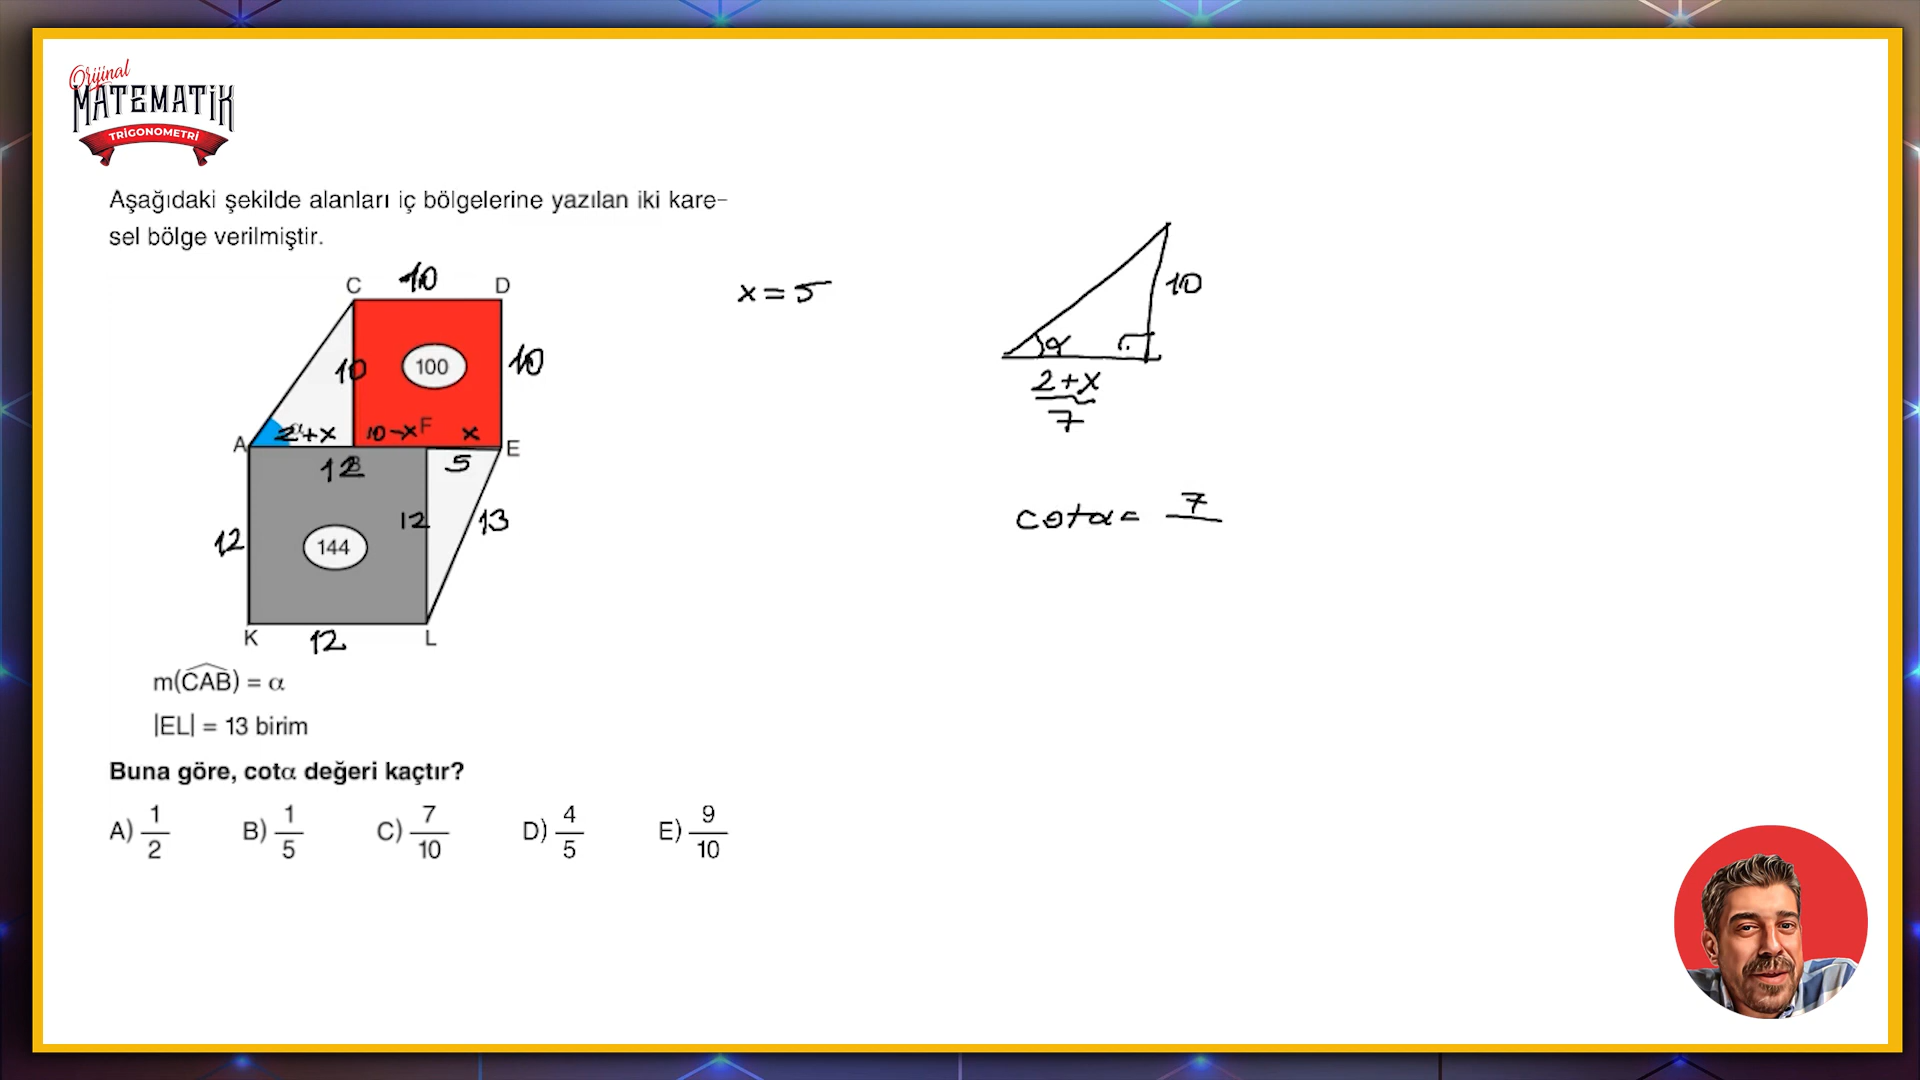 Orijinal
MATEMATİK
TRİGONOMETRİ
Aşağıdaki şekilde alanları iç bölgelerine yazılan iki kare-
sel bölge verilmiştir.
C 10 D
x = 5
10
10 100 10
α
2+x
7
A α 2+x 10-x F x E
12 B 5
cotα = 7
12 144 12 13
K 12 L
m(CAB) = α
|EL| = 13 birim
Buna göre, cotα değeri kaçtır?
A) 1/2 B) 1/5 C) 7/10 D) 4/5 E) 9/10